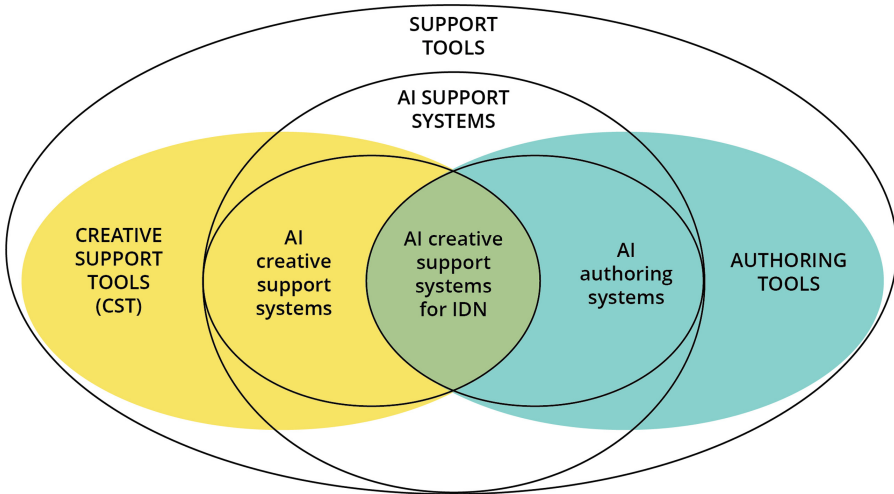 SUPPORT
TOOLS
AI SUPPORT
SYSTEMS
CREATIVE
SUPPORT
TOOLS
(CST)
AI
creative
support
systems
AI creative
support
systems
for IDN
AI
authoring
systems
AUTHORING
TOOLS